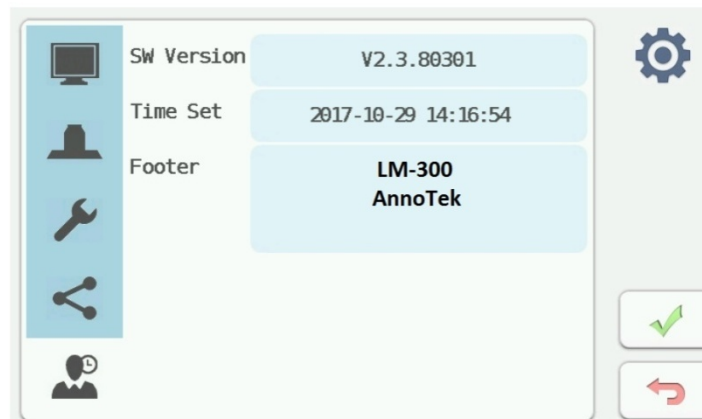 SW Version
V2.3.80301
Time Set
2017-10-29 14:16:54
Footer
LM-300
AnnoTek